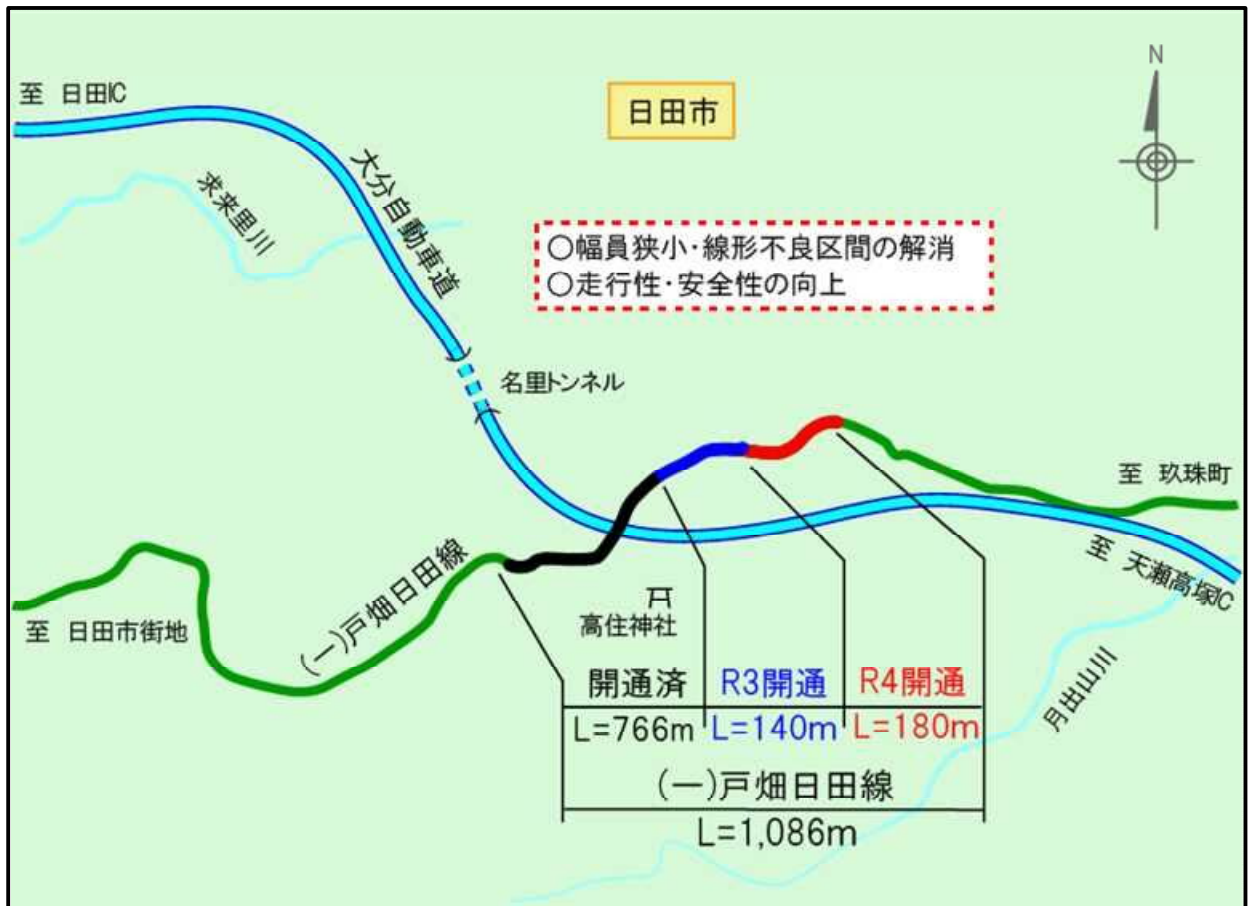 至 日田IC
日田市
N
大分自動車道
求来里川
○幅員狭小・線形不良区間の解消
○走行性・安全性の向上
名里トンネル
至 玖珠町
至 天瀬高塚IC
(一)戸畑日田線
至 日田市街地
高住神社
月出山川
開通済 R3開通 R4開通
L=766m L=140m L=180m
(一)戸畑日田線
L=1,086m